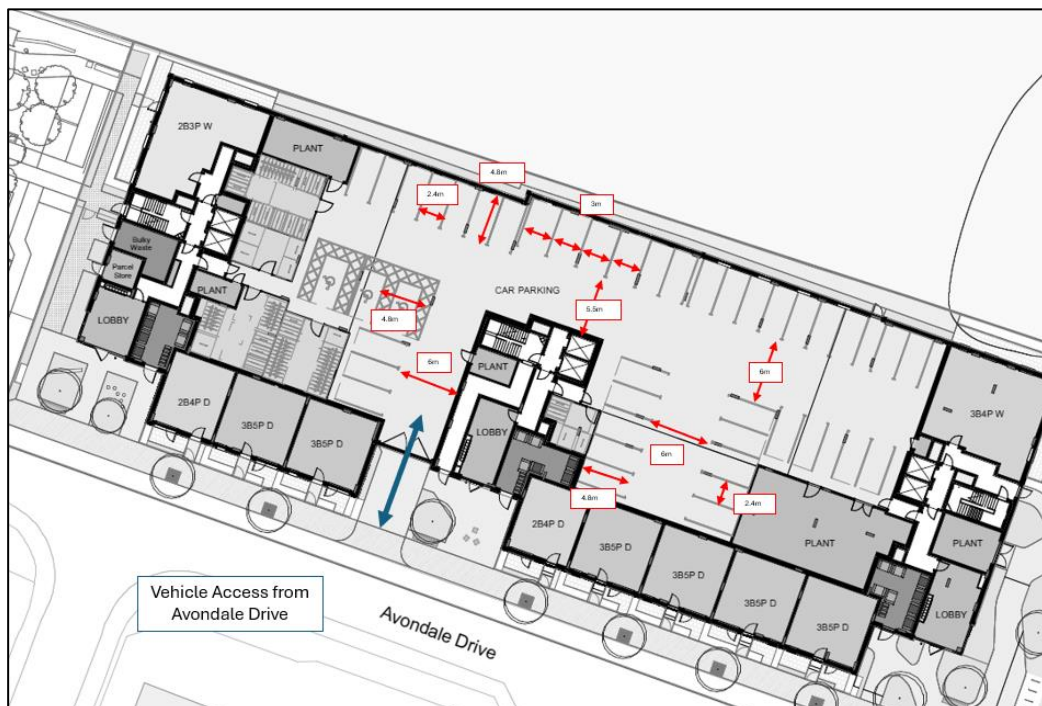 2B3P W
PLANT
4.8m
2.4m
3m
Bulky
Waste
Parcel
Store
PLANT
LOBBY
4.8m
CAR PARKING
5.5m
6m
PLANT
6m
3B4P W
2B4P D
3B5P D
3B5P D
LOBBY
6m
4.8m
2.4m
2B4P D
3B5P D
3B5P D
3B5P D
3B5P D
PLANT
PLANT
LOBBY
Vehicle Access from
Avondale Drive
Avondale Drive